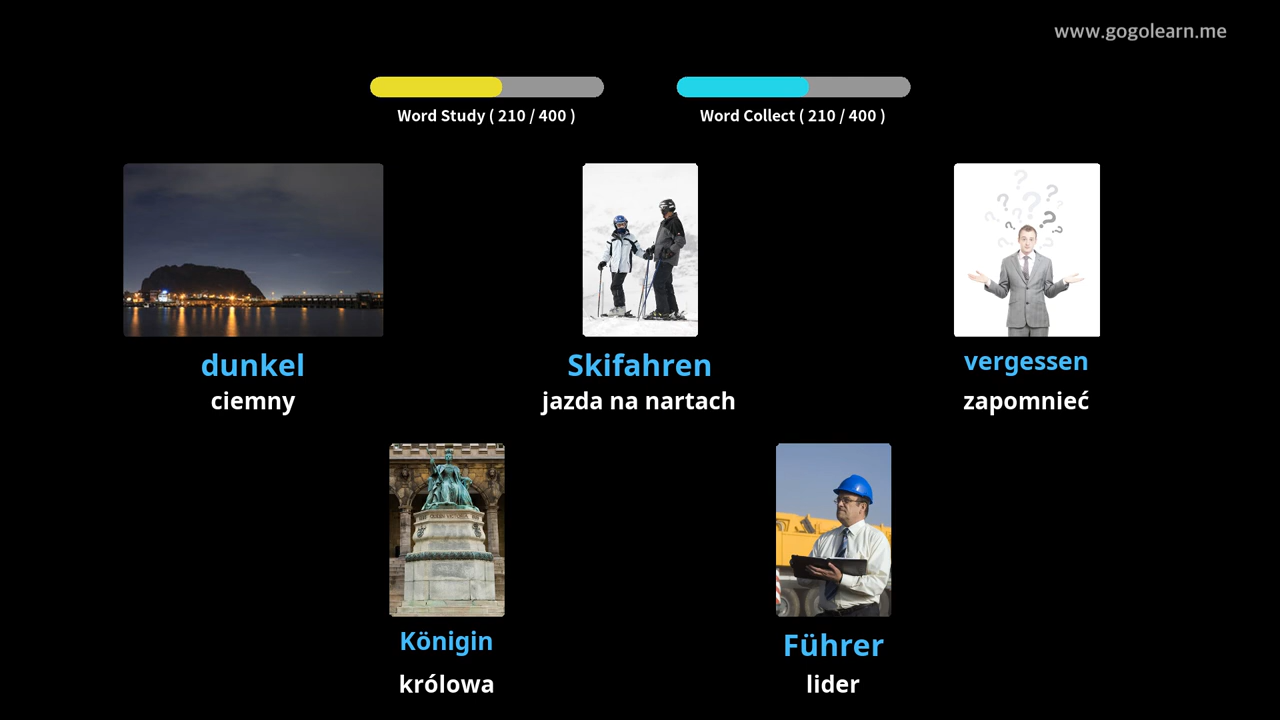 www.gogolearn.me
Word Study ( 210 / 400 )
Word Collect ( 210 / 400 )
dunkel
ciemny
Skifahren
jazda na nartach
vergessen
zapomnieć
Königin
królowa
Führer
lider